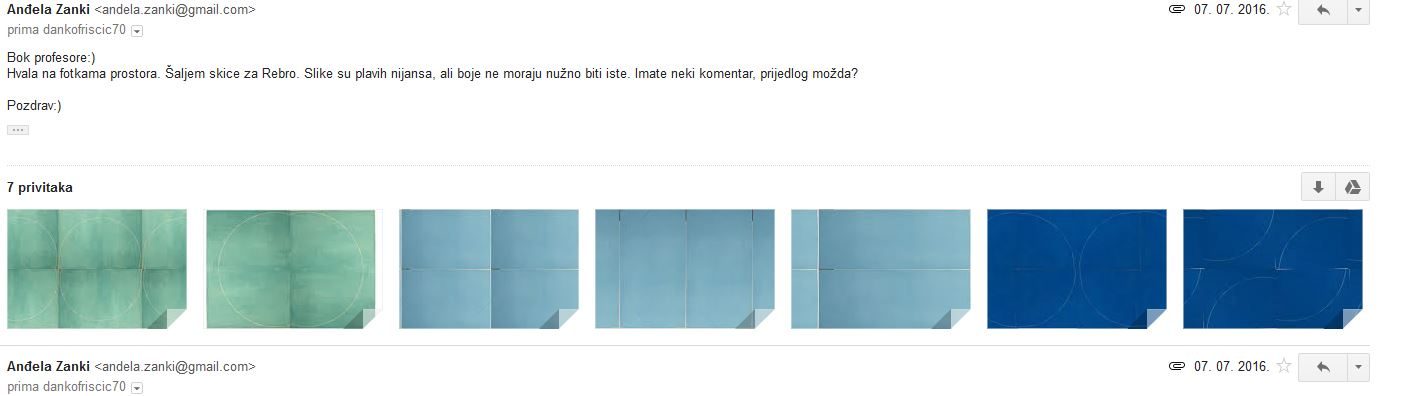 Anđela Zanki <andela.zanki@gmail.com> 07. 07. 2016.
prima dankofriscic70
Bok profesore:)
Hvala na fotkama prostora. Šaljem skice za Rebro. Slike su plavih nijansa, ali boje ne moraju nužno biti iste. Imate neki komentar, prijedlog možda?
Pozdrav:)
7 privitaka
Anđela Zanki <andela.zanki@gmail.com> 07. 07. 2016.
prima dankofriscic70